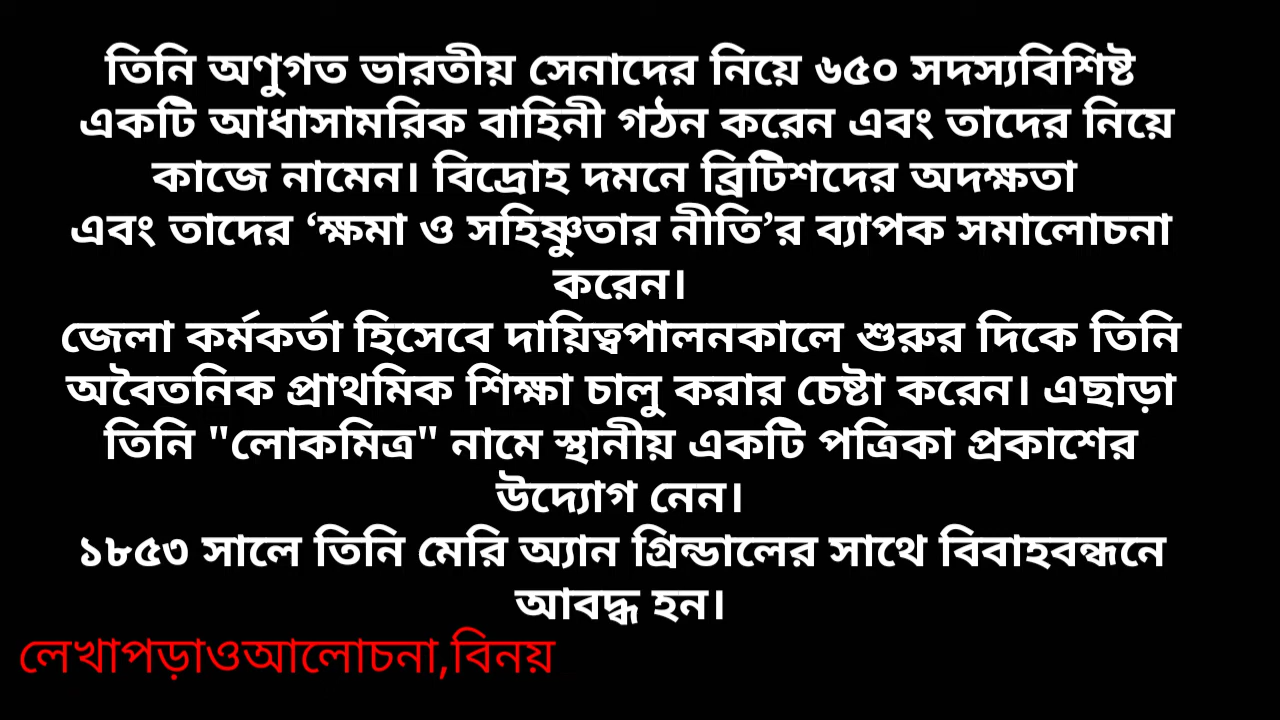 তিনি অণুগত ভারতীয় সেনাদের নিয়ে ৬৫০ সদস্যবিশিষ্ট
একটি আধাসামরিক বাহিনী গঠন করেন এবং তাদের নিয়ে
কাজে নামেন। বিদ্রোহ দমনে ব্রিটিশদের অদক্ষতা
এবং তাদের ‘ক্ষমা ও সহিষ্ণুতার নীতি’র ব্যাপক সমালোচনা
করেন।
জেলা কর্মকর্তা হিসেবে দায়িত্বপালনকালে শুরুর দিকে তিনি
অবৈতনিক প্রাথমিক শিক্ষা চালু করার চেষ্টা করেন। এছাড়া
তিনি "লোকমিত্র" নামে স্থানীয় একটি পত্রিকা প্রকাশের
উদ্যোগ নেন।
১৮৫৩ সালে তিনি মেরি অ্যান গ্রিন্ডালের সাথে বিবাহবন্ধনে
আবদ্ধ হন।
লেখাপড়াওআলোচনা,বিনয়